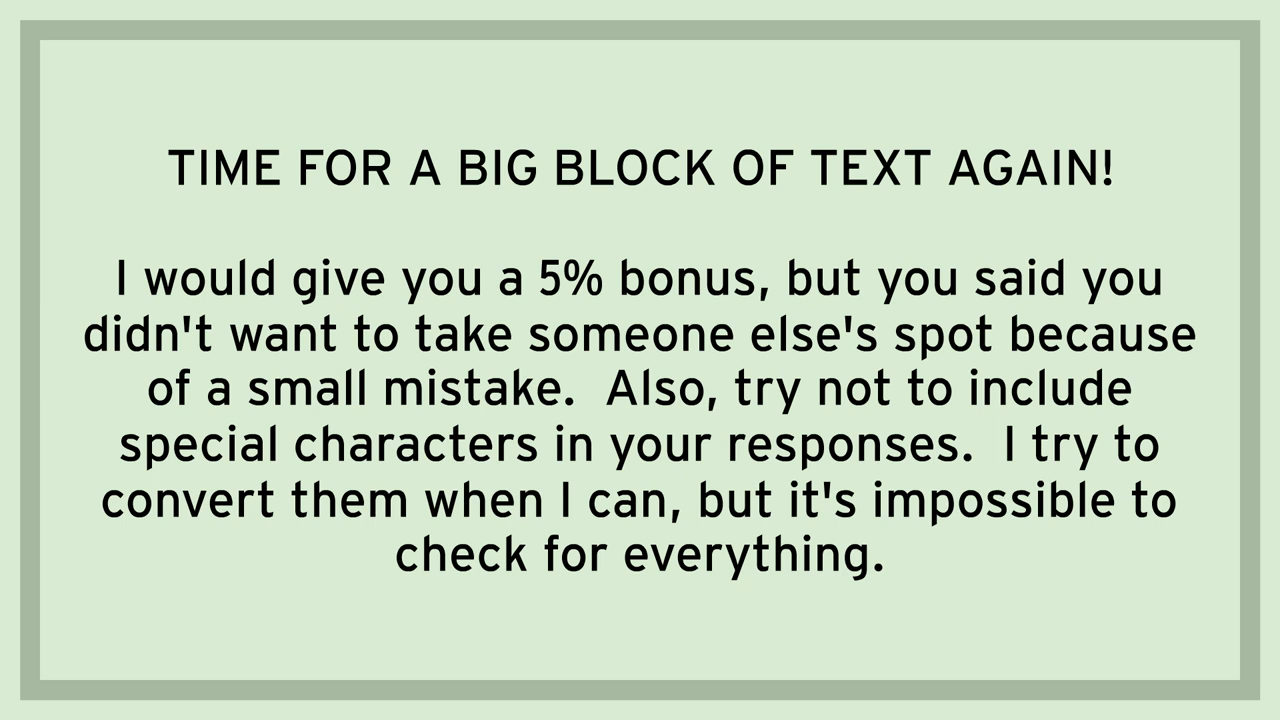 TIME FOR A BIG BLOCK OF TEXT AGAIN!
I would give you a 5% bonus, but you said you
didn't want to take someone else's spot because
of a small mistake.  Also, try not to include
special characters in your responses.  I try to
convert them when I can, but it's impossible to
check for everything.